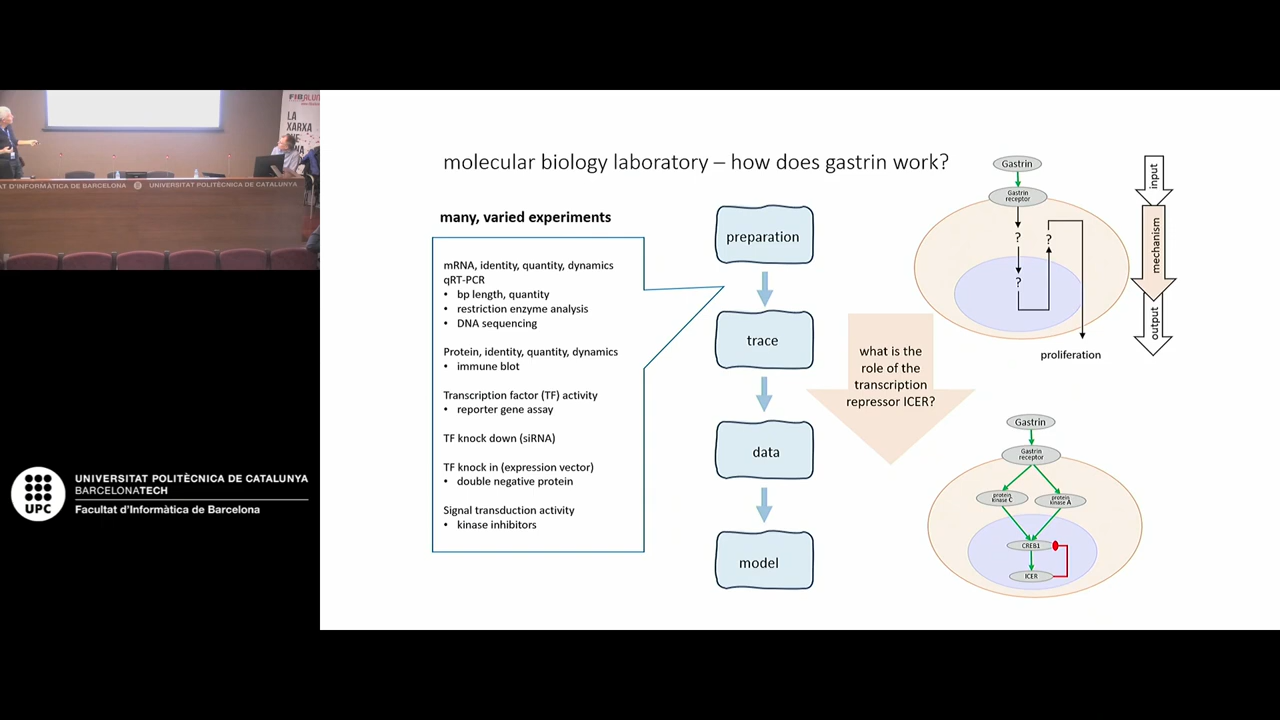 FIBALUM
LA
XARXA
T D'INFORMÀTICA DE BARCELONA
UNIVERSITAT POLITÈCNICA DE CATALUNYA
UPC
UNIVERSITAT POLITÈCNICA DE CATALUNYA
BARCELONATECH
Facultat d'Informàtica de Barcelona
molecular biology laboratory – how does gastrin work?
many, varied experiments
mRNA, identity, quantity, dynamics
qRT-PCR
• bp length, quantity
• restriction enzyme analysis
• DNA sequencing
Protein, identity, quantity, dynamics
• immune blot
Transcription factor (TF) activity
• reporter gene assay
TF knock down (siRNA)
TF knock in (expression vector)
• double negative protein
Signal transduction activity
• kinase inhibitors
preparation
trace
data
model
what is the
role of the
transcription
repressor ICER?
Gastrin
Gastrin
receptor
?
?
?
proliferation
input
mechanism
output
Gastrin
Gastrin
receptor
protein
kinase C
protein
kinase A
CREB1
ICER